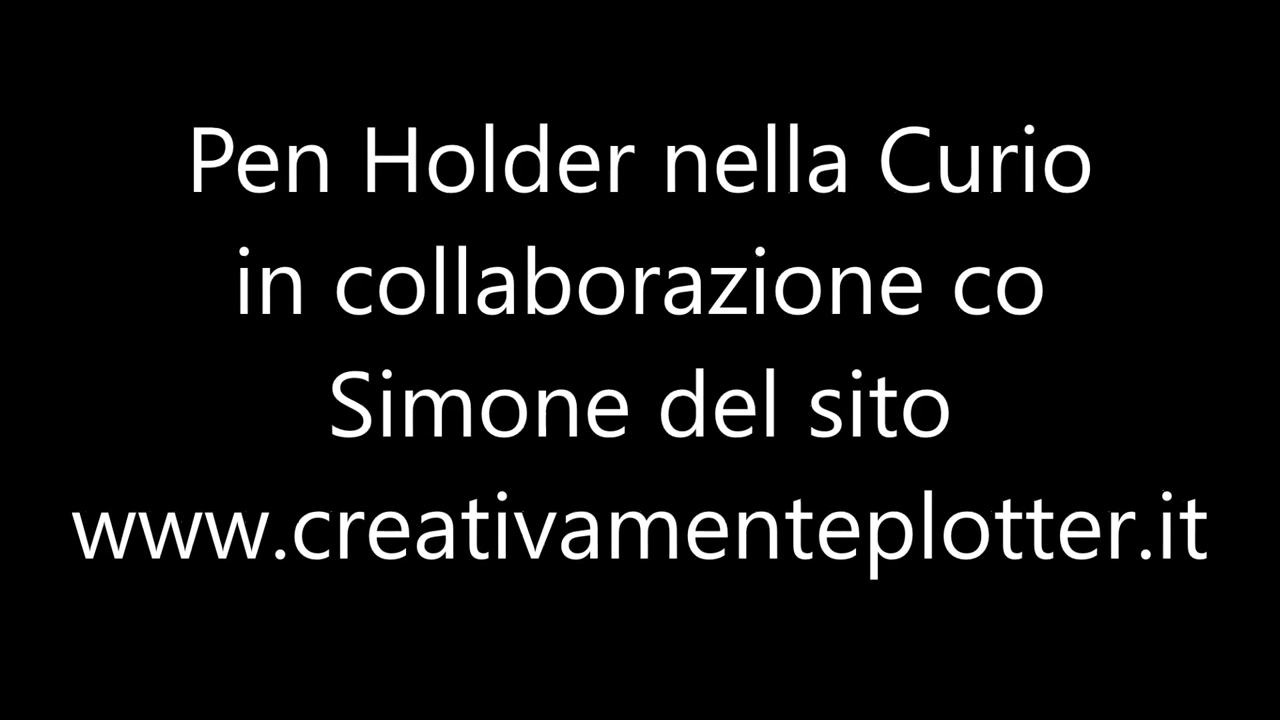 Pen Holder nella Curio
in collaborazione co
Simone del sito
www.creativamenteplotter.it